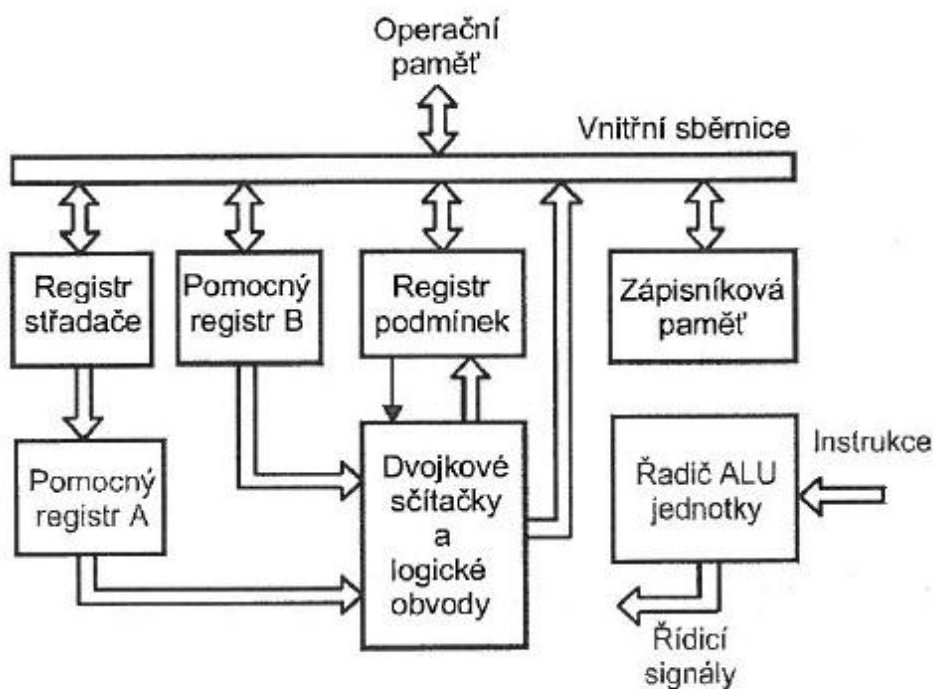 Operační
paměť
Vnitřní sběrnice
Registr
střadače
Pomocný
registr B
Registr
podmínek
Zápisníková
paměť
Pomocný
registr A
Dvojkové
sčítačky
a
logické
obvody
Řadič ALU
jednotky
Instrukce
Řídicí
signály